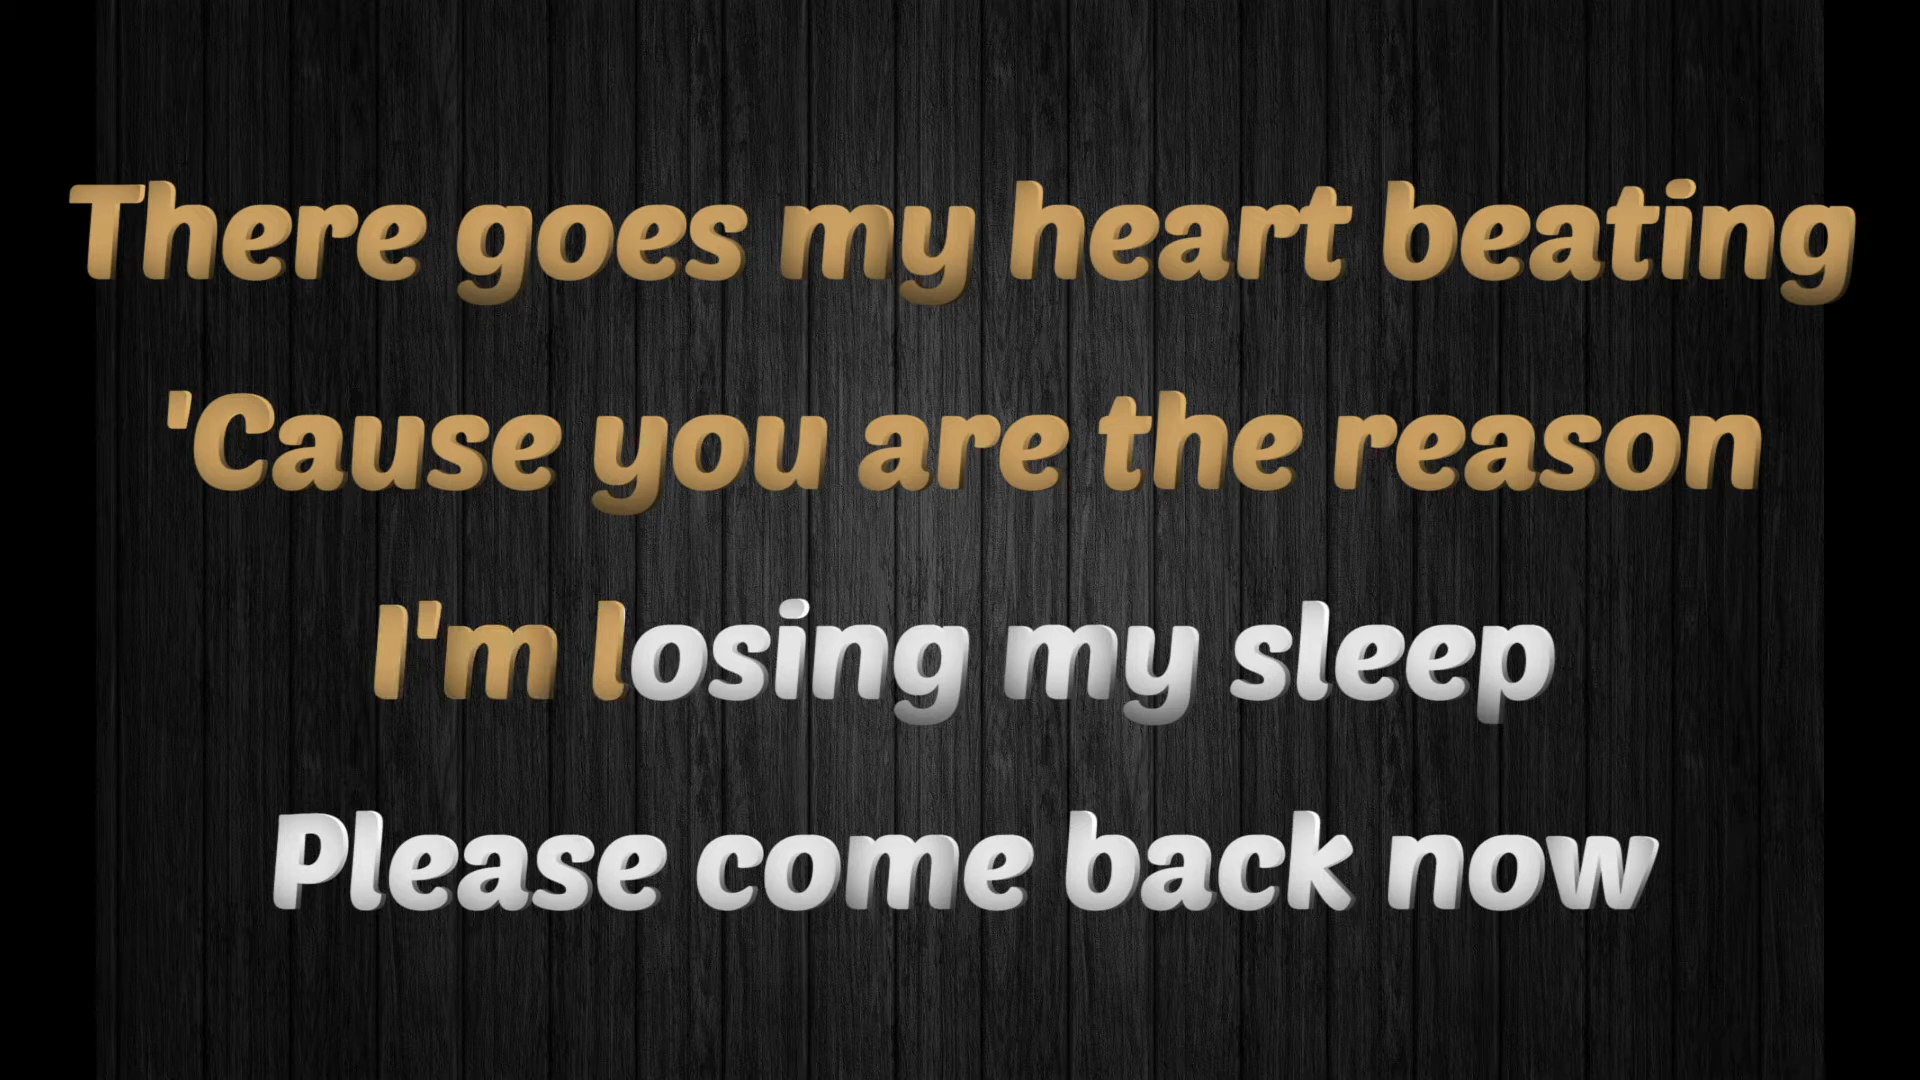 There goes my heart beating
'Cause you are the reason
I'm losing my sleep
Please come back now